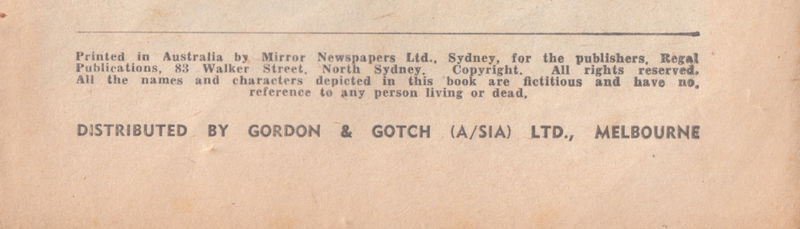 Printed in Australia by Mirror Newspapers Ltd., Sydney, for the publishers, Regal
Publications, 83 Walker Street, North Sydney. Copyright. All rights reserved.
All the names and characters depicted in this book are fictitious and have no
reference to any person living or dead.
DISTRIBUTED BY GORDON & GOTCH (A/SIA) LTD., MELBOURNE